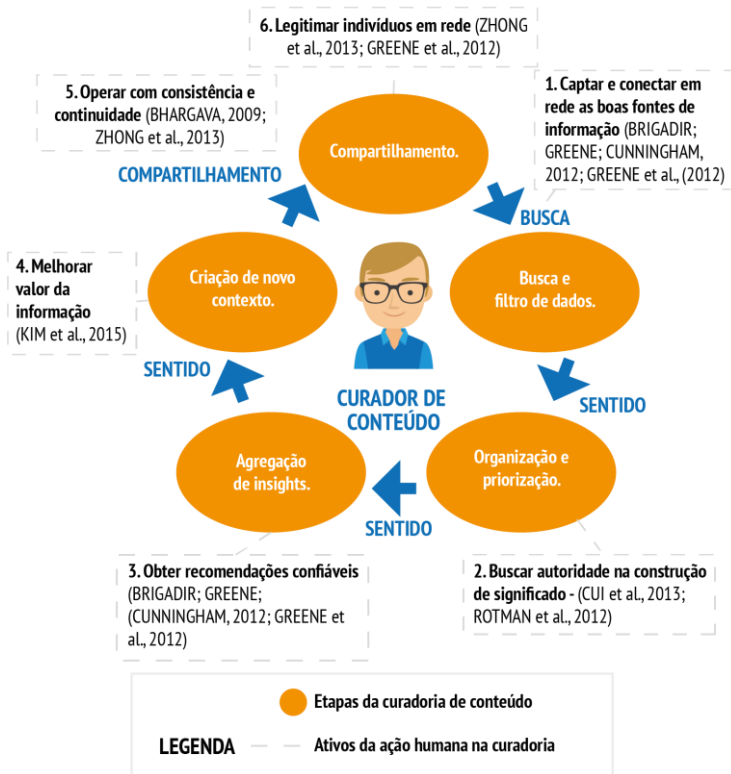 6. Legitimar indivíduos em rede (ZHONG
et al., 2013; GREENE et al., 2012)
5. Operar com consistência e
continuidade (BHARGAVA, 2009;
ZHONG et al., 2013)
1. Captar e conectar em
rede as boas fontes de
informação (BRIGADIR;
GREENE; CUNNINGHAM,
2012; GREENE et al., (2012)
Compartilhamento.
COMPARTILHAMENTO
BUSCA
4. Melhorar
valor da
informação
(KIM et al., 2015)
Criação de novo
contexto.
Busca e
filtro de dados.
SENTIDO
CURADOR DE
CONTEÚDO
SENTIDO
Agregação
de insights.
Organização e
priorização.
SENTIDO
3. Obter recomendações confiáveis
(BRIGADIR; GREENE;
(CUNNINGHAM, 2012; GREENE et
al., 2012)
2. Buscar autoridade na construção
de significado - (CUI et al., 2013;
ROTMAN et al., 2012)
Etapas da curadoria de conteúdo
LEGENDA
Ativos da ação humana na curadoria